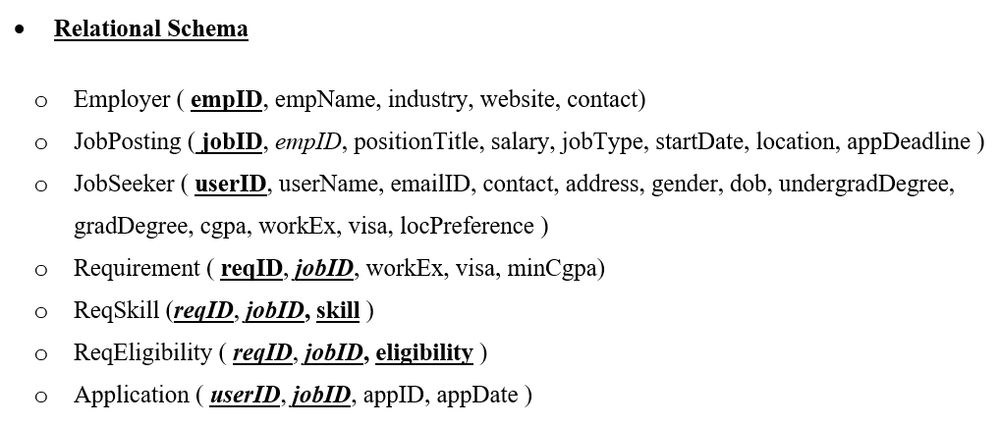 • Relational Schema
o Employer ( empID, empName, industry, website, contact)
o JobPosting ( jobID, empID, positionTitle, salary, jobType, startDate, location, appDeadline )
o JobSeeker ( userID, userName, emailID, contact, address, gender, dob, undergradDegree,
gradDegree, cgpa, workEx, visa, locPreference )
o Requirement ( reqID, jobID, workEx, visa, minCgpa)
o ReqSkill (reqID, jobID, skill )
o ReqEligibility ( reqID, jobID, eligibility )
o Application ( userID, jobID, appID, appDate )